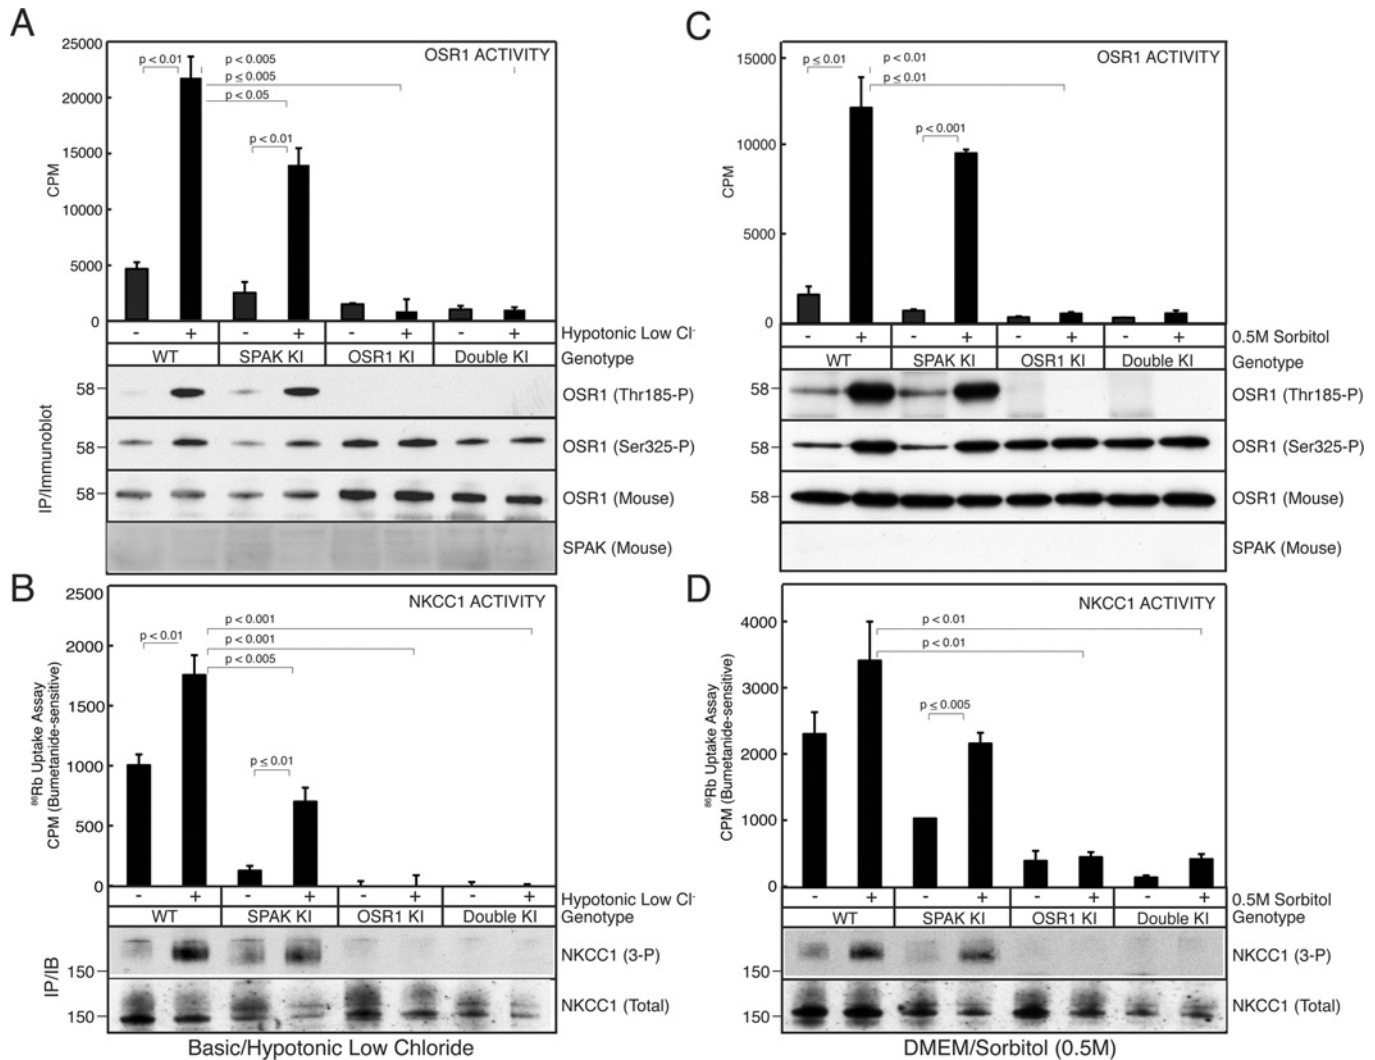 A
OSR1 ACTIVITY
25000
20000
15000
10000
5000
0
CPM
p < 0.01
p < 0.005
p ≤ 0.005
p < 0.05
p < 0.01
- + - + - + - + Hypotonic Low Cl-
WT SPAK KI OSR1 KI Double KI Genotype
IP/Immunoblot
58 OSR1 (Thr185-P)
58 OSR1 (Ser325-P)
58 OSR1 (Mouse)
SPAK (Mouse)
B
NKCC1 ACTIVITY
2500
2000
1500
1000
500
0
86Rb Uptake Assay
CPM (Bumetanide-sensitive)
p < 0.01
p < 0.001
p < 0.001
p < 0.005
p ≤ 0.01
- + - + - + - + Hypotonic Low Cl-
WT SPAK KI OSR1 KI Double KI Genotype
IP/IB
NKCC1 (3-P)
150
150 NKCC1 (Total)
Basic/Hypotonic Low Chloride
C
OSR1 ACTIVITY
15000
10000
5000
0
CPM
p ≤ 0.01
p < 0.01
p ≤ 0.01
p < 0.001
- + - + - + - + 0.5M Sorbitol
WT SPAK KI OSR1 KI Double KI Genotype
58 OSR1 (Thr185-P)
58 OSR1 (Ser325-P)
58 OSR1 (Mouse)
SPAK (Mouse)
D
NKCC1 ACTIVITY
4000
3000
2000
1000
0
86Rb Uptake Assay
CPM (Bumetanide-sensitive)
p < 0.01
p < 0.01
p ≤ 0.005
- + - + - + - + 0.5M Sorbitol
WT SPAK KI OSR1 KI Double KI Genotype
NKCC1 (3-P)
150
150 NKCC1 (Total)
DMEM/Sorbitol (0.5M)